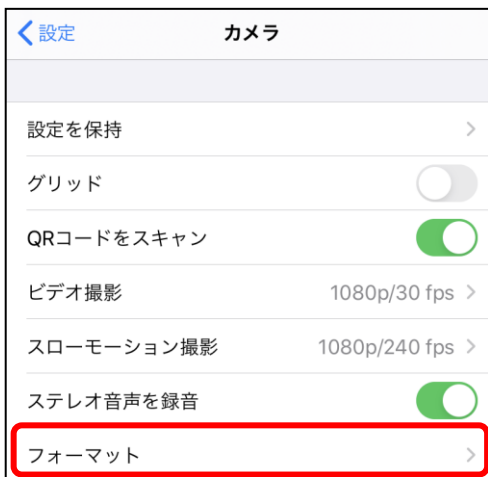 設定 カメラ
設定を保持
グリッド
QRコードをスキャン
ビデオ撮影 1080p/30 fps
スローモーション撮影 1080p/240 fps
ステレオ音声を録音
フォーマット